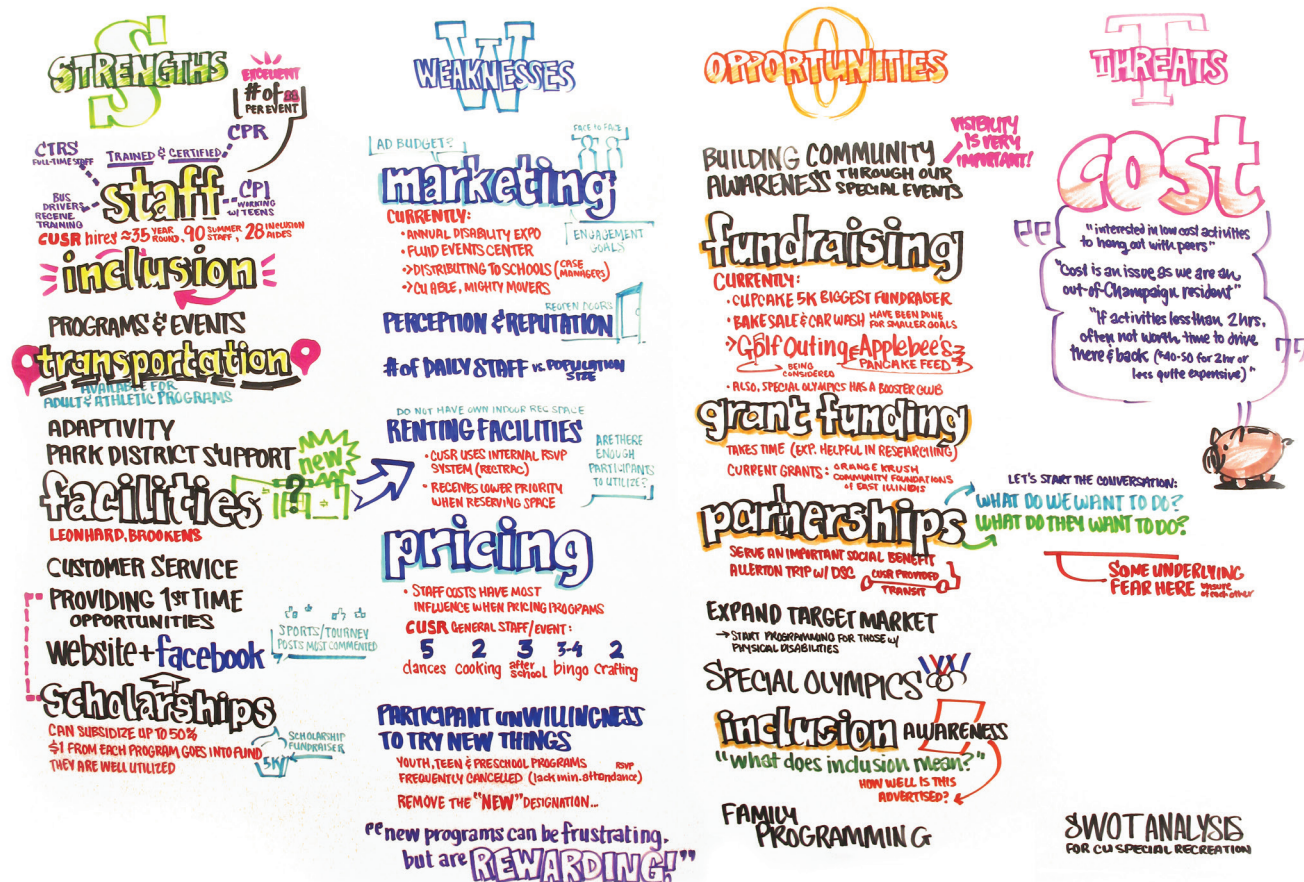 STRENGTHS
S
EXCELLENT
# of
PER EVENT
CPR
CTRS
FULL-TIME STAFF
TRAINED & CERTIFIED
staff
BUS
DRIVERS
RECEIVE
TRAINING
CPI
WORKING
W/ TEENS
CUSR hires ≈35 YEAR ROUND, 90 SUMMER STAFF, 28 INCLUSION AIDES
inclusion
PROGRAMS & EVENTS
transportation
AVAILABLE FOR
ADULT & ATHLETIC PROGRAMS
ADAPTIVITY
PARK DISTRICT SUPPORT
new
facilities
?
LEONHARD, BROOKENS
CUSTOMER SERVICE
PROVIDING 1ST TIME
OPPORTUNITIES
website + facebook
SPORTS/TOURNEY
POSTS MOST COMMENTED
Scholarships
CAN SUBSIDIZE UP TO 50%
$1 FROM EACH PROGRAM GOES INTO FUND
THEY ARE WELL UTILIZED
SCHOLARSHIP
FUNDRAISER
5K
W
WEAKNESSES
AD BUDGET?
FACE TO FACE
marketing
CURRENTLY:
• ANNUAL DISABILITY EXPO
• FLUID EVENTS CENTER
-> DISTRIBUTING TO SCHOOLS (CASE MANAGERS)
-> CU ABLE, MIGHTY MOVERS
ENGAGEMENT
GOALS
REOPEN DOORS
PERCEPTION & REPUTATION
# of DAILY STAFF vs. POPULATION SIZE
DO NOT HAVE OWN INDOOR REC SPACE
RENTING FACILITIES
• CUSR USES INTERNAL RSVP
SYSTEM (RECTRAC)
• RECEIVES LOWER PRIORITY
WHEN RESERVING SPACE
ARE THERE
ENOUGH
PARTICIPANTS
TO UTILIZE?
pricing
• STAFF COSTS HAVE MOST
INFLUENCE WHEN PRICING PROGRAMS
CUSR GENERAL STAFF/EVENT:
5 2 3 3-4 2
dances cooking after school bingo crafting
PARTICIPANT UNWILLINGNESS
TO TRY NEW THINGS
YOUTH, TEEN & PRESCHOOL PROGRAMS RSVP
FREQUENTLY CANCELLED (lack min. attendance)
REMOVE THE "NEW" DESIGNATION...
"new programs can be frustrating,
but are REWARDING!"
O
OPPORTUNITIES
VISIBILITY
IS VERY
IMPORTANT!
BUILDING COMMUNITY
AWARENESS THROUGH OUR
SPECIAL EVENTS
fundraising
CURRENTLY:
• CUPCAKE 5K BIGGEST FUNDRAISER
• BAKE SALE & CAR WASH HAVE BEEN DONE FOR SMALLER GOALS
> Golf Outing & Applebee's
BEING
CONSIDERED
PANCAKE FEED
• ALSO, SPECIAL OLYMPICS HAS A BOOSTER CLUB
grant funding
TAKES TIME (EXP. HELPFUL IN RESEARCHING)
CURRENT GRANTS: ORANGE KRUSH
COMMUNITY FOUNDATIONS
of EAST ILLINOIS
partnerships
SERVE AN IMPORTANT SOCIAL BENEFIT
ALLERTON TRIP W/ DSC
CUSR PROVIDED
TRANSIT
EXPAND TARGET MARKET
→ START PROGRAMMING FOR THOSE w/
PHYSICAL DISABILITIES
SPECIAL OLYMPICS
inclusion AWARENESS
"what does inclusion mean?"
HOW WELL IS THIS
ADVERTISED?
FAMILY
PROGRAMMING
T
THREATS
cost
"interested in low cost activities
to hang out with peers"
"Cost is an issue, as we are an
out-of-Champaign resident"
"If activities less than 2 hrs,
often not worth time to drive
there & back ($40-50 for 2hr or
less quite expensive)"
LET'S START THE CONVERSATION:
WHAT DO WE WANT TO DO?
WHAT DO THEY WANT TO DO?
SOME UNDERLYING
FEAR HERE unsure of each other
SWOT ANALYSIS
FOR CU SPECIAL RECREATION